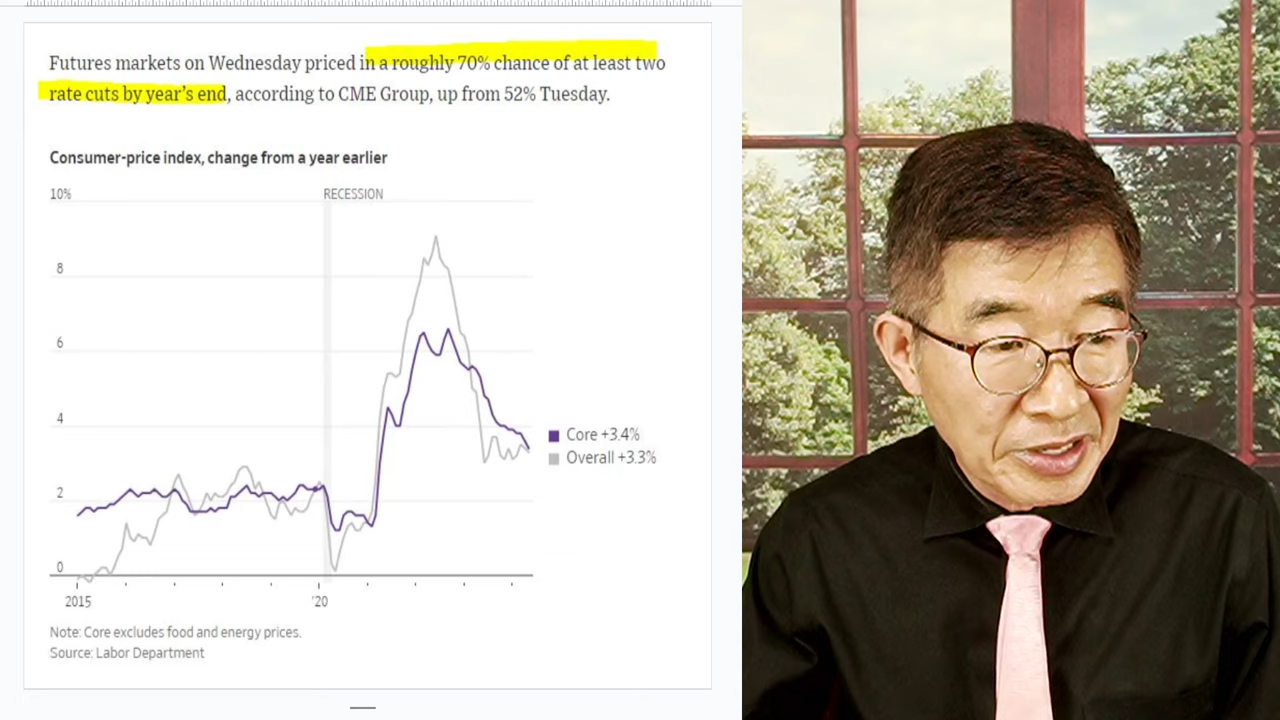 Futures markets on Wednesday priced in a roughly 70% chance of at least two
rate cuts by year's end, according to CME Group, up from 52% Tuesday.
Consumer-price index, change from a year earlier
10%
RECESSION
8
6
4
Core +3.4%
Overall +3.3%
2
0
2015
'20
Note: Core excludes food and energy prices.
Source: Labor Department